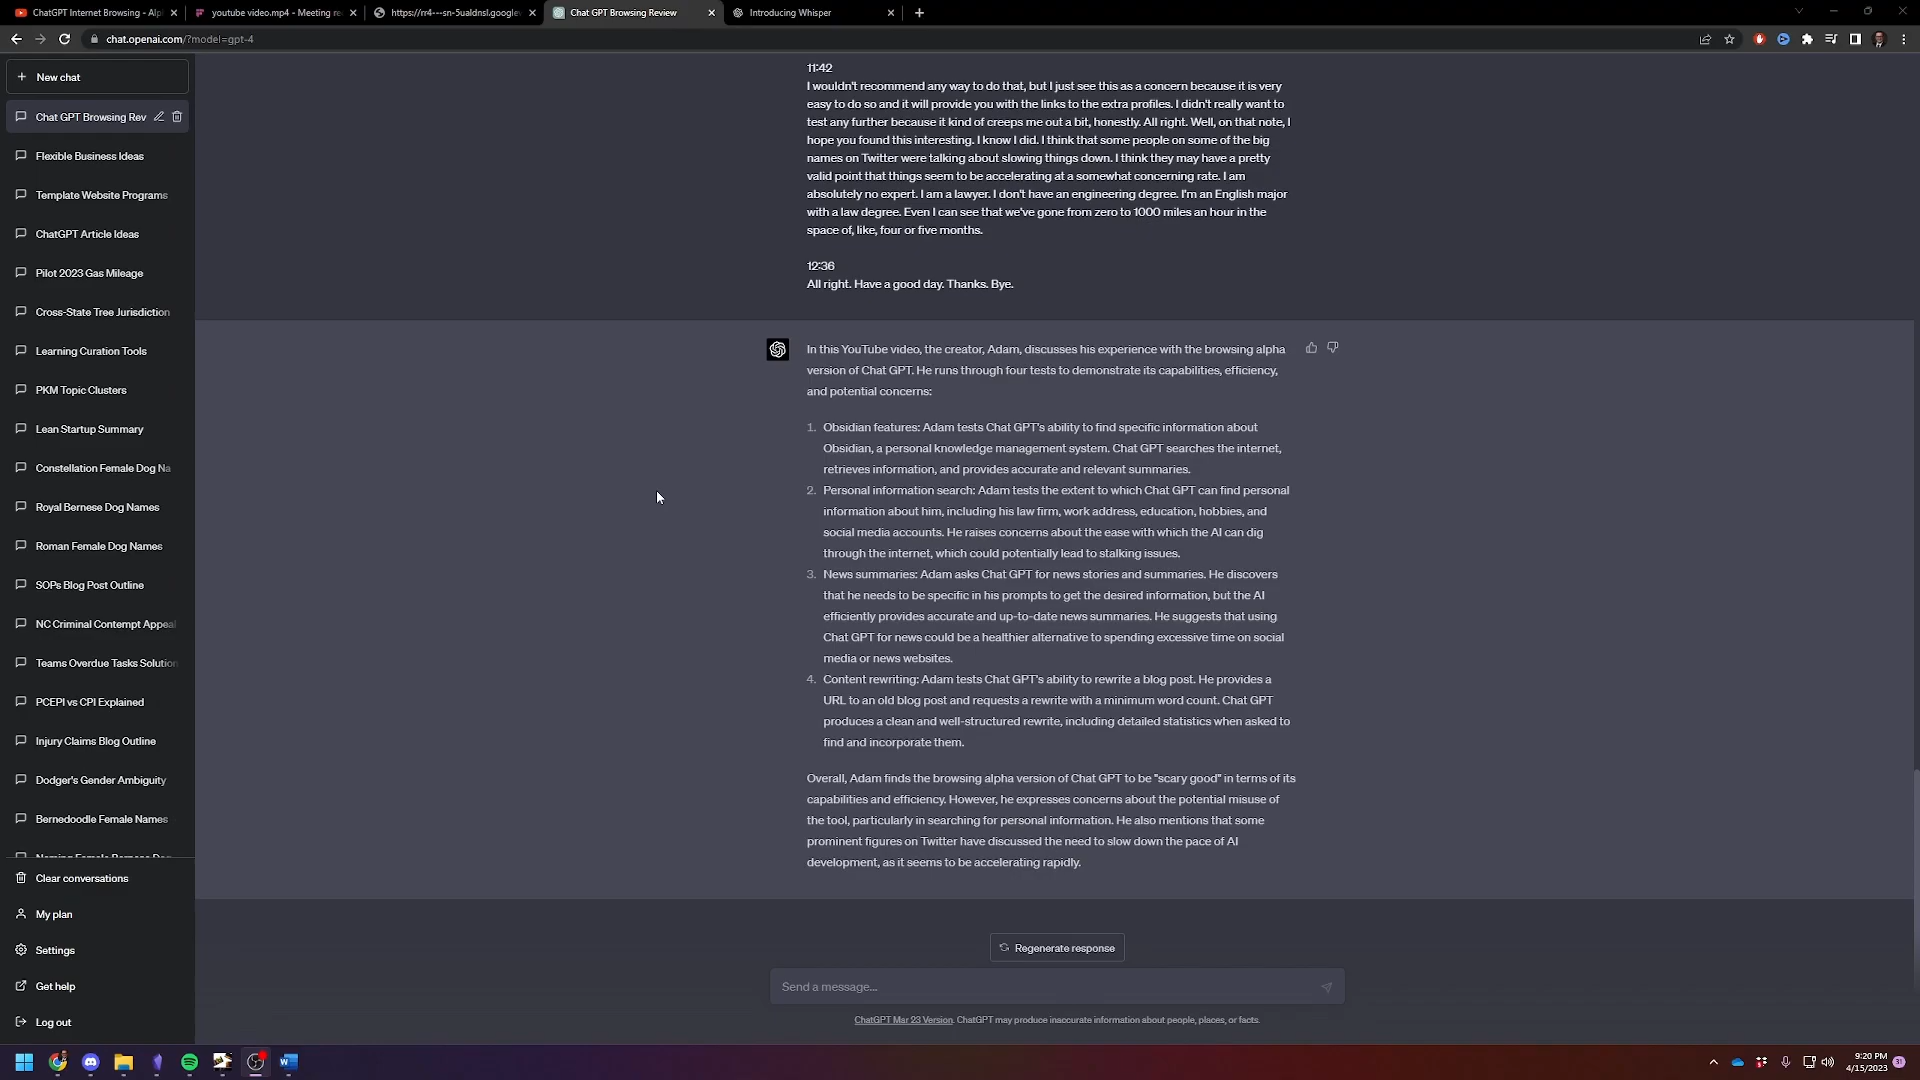 ChatGPT Internet Browsing - Alp
youtube video.mp4 - Meeting re
https://rr4---sn-5ualdnsl.googlev
Chat GPT Browsing Review
Introducing Whisper
chat.openai.com/?model=gpt-4
New chat
Chat GPT Browsing Rev
Flexible Business Ideas
Template Website Programs
ChatGPT Article Ideas
Pilot 2023 Gas Mileage
Cross-State Tree Jurisdiction
Learning Curation Tools
PKM Topic Clusters
Lean Startup Summary
Constellation Female Dog Na
Royal Bernese Dog Names
Roman Female Dog Names
SOPs Blog Post Outline
NC Criminal Contempt Appeal
Teams Overdue Tasks Solution
PCEPI vs CPI Explained
Injury Claims Blog Outline
Dodger's Gender Ambiguity
Bernedoodle Female Names
Clear conversations
My plan
Settings
Get help
Log out
11:42
I wouldn't recommend any way to do that, but I just see this as a concern because it is very
easy to do so and it will provide you with the links to the extra profiles. I didn't really want to
test any further because it kind of creeps me out a bit, honestly. All right. Well, on that note, I
hope you found this interesting. I know I did. I think that some people on some of the big
names on Twitter were talking about slowing things down. I think they may have a pretty
valid point that things seem to be accelerating at a somewhat concerning rate. I am
absolutely no expert. I am a lawyer. I don't have an engineering degree. I'm an English major
with a law degree. Even I can see that we've gone from zero to 1000 miles an hour in the
space of, like, four or five months.
12:36
All right. Have a good day. Thanks. Bye.
In this YouTube video, the creator, Adam, discusses his experience with the browsing alpha
version of Chat GPT. He runs through four tests to demonstrate its capabilities, efficiency,
and potential concerns:
1. Obsidian features: Adam tests Chat GPT's ability to find specific information about
Obsidian, a personal knowledge management system. Chat GPT searches the internet,
retrieves information, and provides accurate and relevant summaries.
2. Personal information search: Adam tests the extent to which Chat GPT can find personal
information about him, including his law firm, work address, education, hobbies, and
social media accounts. He raises concerns about the ease with which the AI can dig
through the internet, which could potentially lead to stalking issues.
3. News summaries: Adam asks Chat GPT for news stories and summaries. He discovers
that he needs to be specific in his prompts to get the desired information, but the AI
efficiently provides accurate and up-to-date news summaries. He suggests that using
Chat GPT for news could be a healthier alternative to spending excessive time on social
media or news websites.
4. Content rewriting: Adam tests Chat GPT's ability to rewrite a blog post. He provides a
URL to an old blog post and requests a rewrite with a minimum word count. Chat GPT
produces a clean and well-structured rewrite, including detailed statistics when asked to
find and incorporate them.
Overall, Adam finds the browsing alpha version of Chat GPT to be "scary good" in terms of its
capabilities and efficiency. However, he expresses concerns about the potential misuse of
the tool, particularly in searching for personal information. He also mentions that some
prominent figures on Twitter have discussed the need to slow down the pace of AI
development, as it seems to be accelerating rapidly.
Regenerate response
Send a message...
ChatGPT Mar 23 Version. ChatGPT may produce inaccurate information about people, places, or facts.
9:20 PM
4/15/2023
31